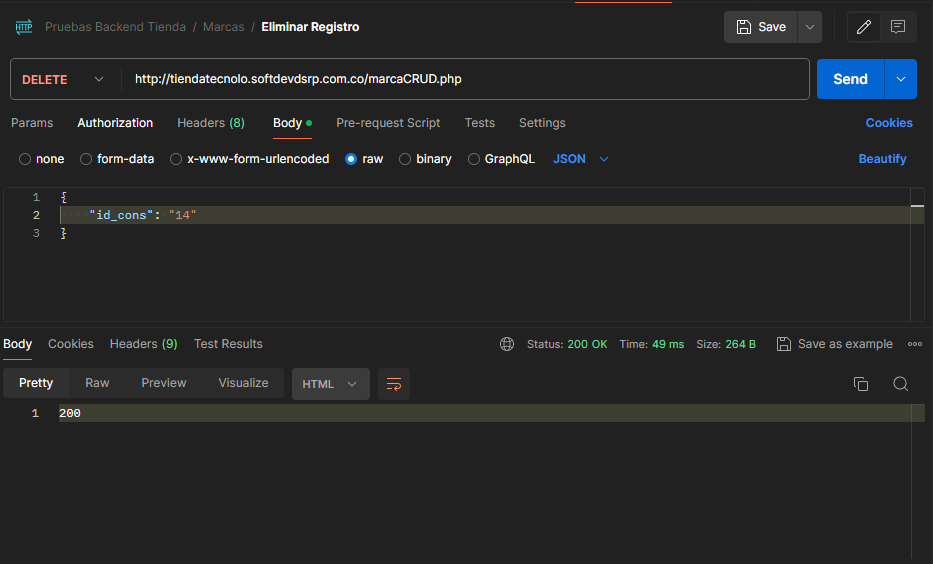 HTTP Pruebas Backend Tienda / Marcas / Eliminar Registro Save
DELETE http://tiendatecnolo.softdevdsrp.com.co/marcaCRUD.php Send
Params Authorization Headers (8) Body Pre-request Script Tests Settings Cookies
none form-data x-www-form-urlencoded raw binary GraphQL JSON Beautify
1 {
2 "id_cons": "14"
3 }
Body Cookies Headers (9) Test Results Status: 200 OK Time: 49 ms Size: 264 B Save as example
Pretty Raw Preview Visualize HTML
1 200